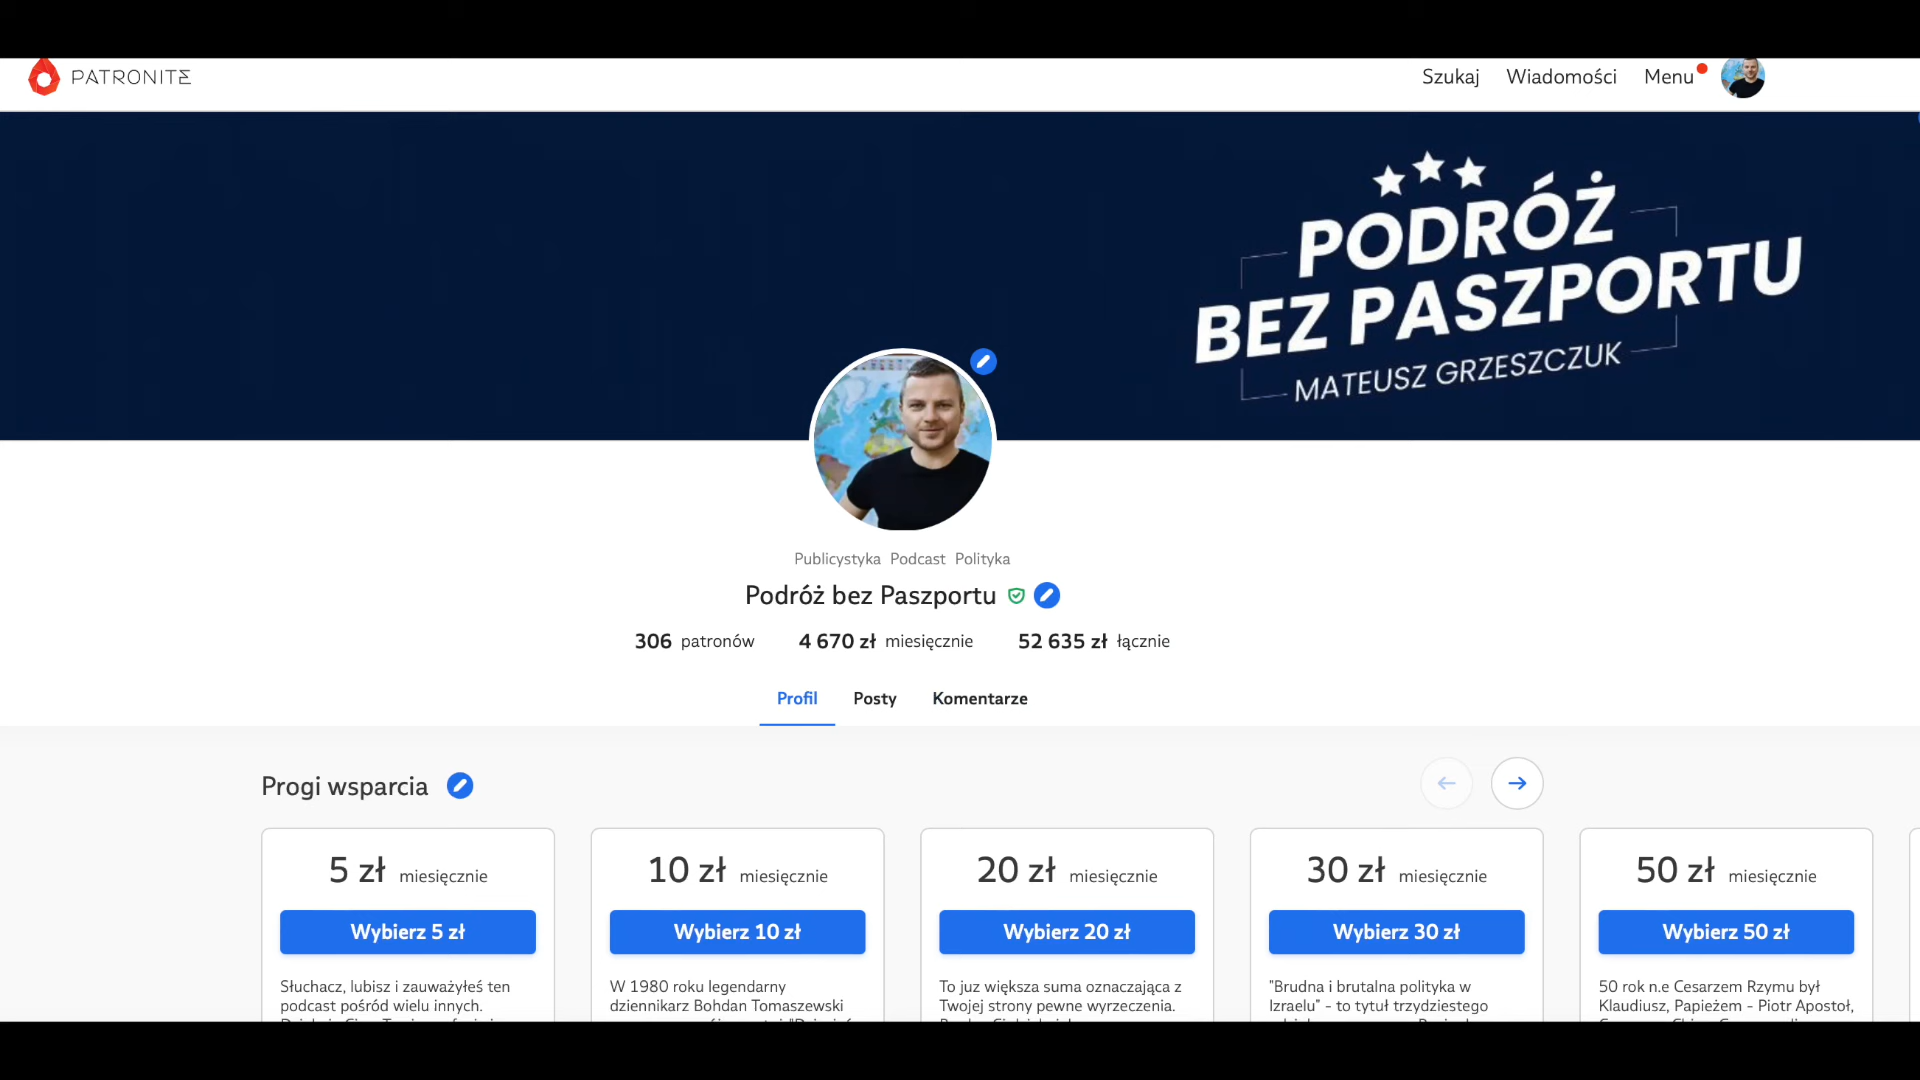 PATRONITE
Szukaj Wiadomości Menu
PODRÓŻ
BEZ PASZPORTU
MATEUSZ GRZESZCZUK
Publicystyka Podcast Polityka
Podróż bez Paszportu
306 patronów 4 670 zł miesięcznie 52 635 zł łącznie
Profil Posty Komentarze
Progi wsparcia
5 zł miesięcznie
Wybierz 5 zł
Słuchacz, lubisz i zauważyłeś ten
podcast pośród wielu innych.
10 zł miesięcznie
Wybierz 10 zł
W 1980 roku legendarny
dziennikarz Bohdan Tomaszewski
20 zł miesięcznie
Wybierz 20 zł
To juz większa suma oznaczająca z
Twojej strony pewne wyrzeczenia.
30 zł miesięcznie
Wybierz 30 zł
"Brudna i brutalna polityka w
Izraelu" - to tytuł trzydziestego
50 zł miesięcznie
Wybierz 50 zł
50 rok n.e Cesarzem Rzymu był
Klaudiusz, Papieżem - Piotr Apostoł,